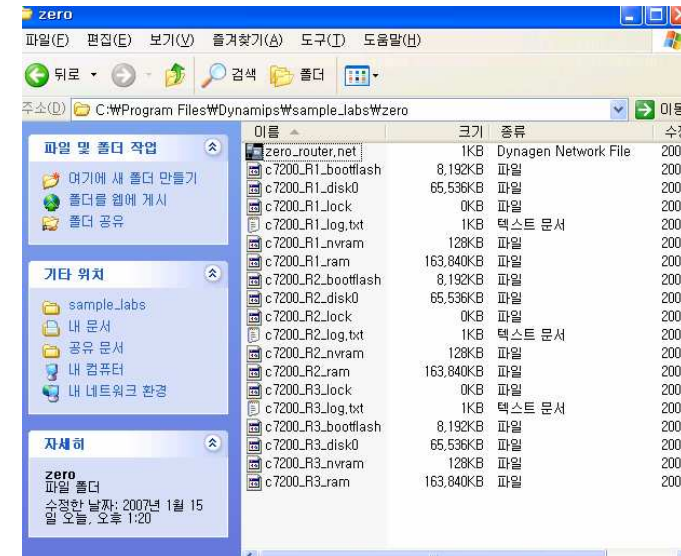 zero
파일(F) 편집(E) 보기(V) 즐겨찾기(A) 도구(T) 도움말(H)
뒤로 검색 폴더
주소(D) C:₩Program Files₩Dynamips₩sample_labs₩zero 이동
이름 크기 종류 수정
zero_router,net 1KB Dynagen Network File 200
c7200_R1_bootflash 8,192KB 파일 200
c7200_R1_disk0 65,536KB 파일 200
c7200_R1_lock 0KB 파일 200
c7200_R1_log,txt 1KB 텍스트 문서 200
c7200_R1_nvram 128KB 파일 200
c7200_R1_ram 163,840KB 파일 200
c7200_R2_bootflash 8,192KB 파일 200
c7200_R2_disk0 65,536KB 파일 200
c7200_R2_lock 0KB 파일 200
c7200_R2_log,txt 1KB 텍스트 문서 200
c7200_R2_nvram 128KB 파일 200
c7200_R2_ram 163,840KB 파일 200
c7200_R3_lock 0KB 파일 200
c7200_R3_log,txt 1KB 텍스트 문서 200
c7200_R3_bootflash 8,192KB 파일 200
c7200_R3_disk0 65,536KB 파일 200
c7200_R3_nvram 128KB 파일 200
c7200_R3_ram 163,840KB 파일 200
파일 및 폴더 작업
여기에 새 폴더 만들기
폴더를 웹에 게시
폴더 공유
기타 위치
sample_labs
내 문서
공유 문서
내 컴퓨터
내 네트워크 환경
자세히
zero
파일 폴더
수정한 날짜: 2007년 1월 15
일 오늘, 오후 1:20